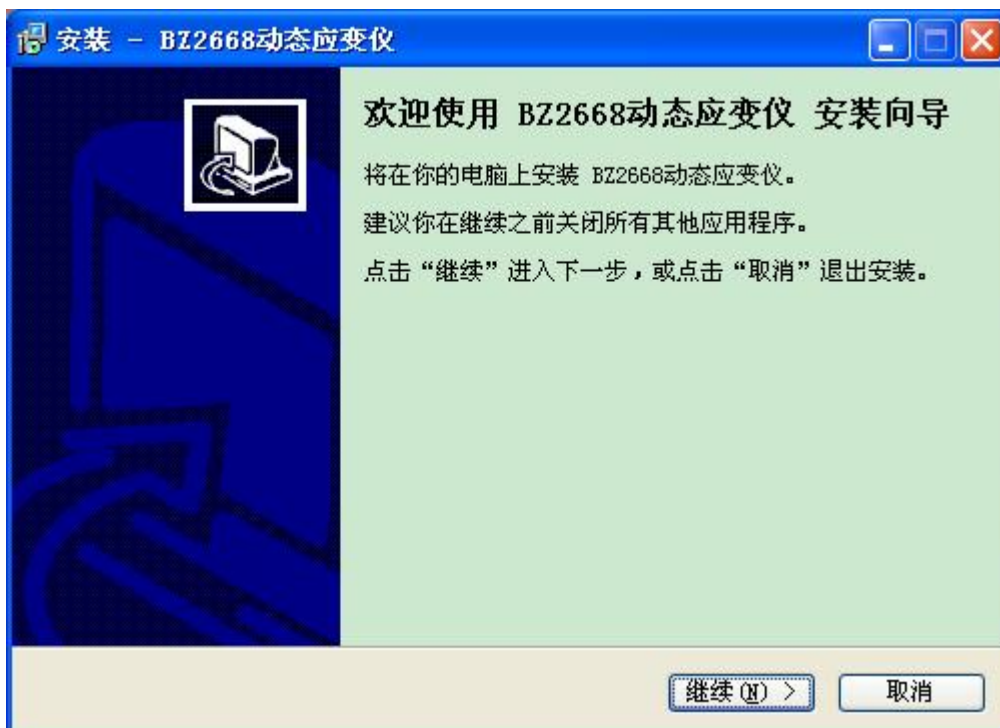 安装 - BZ2668动态应变仪
欢迎使用 BZ2668动态应变仪 安装向导
将在你的电脑上安装 BZ2668动态应变仪。
建议你在继续之前关闭所有其他应用程序。
点击“继续”进入下一步，或点击“取消”退出安装。
继续(N) >
取消